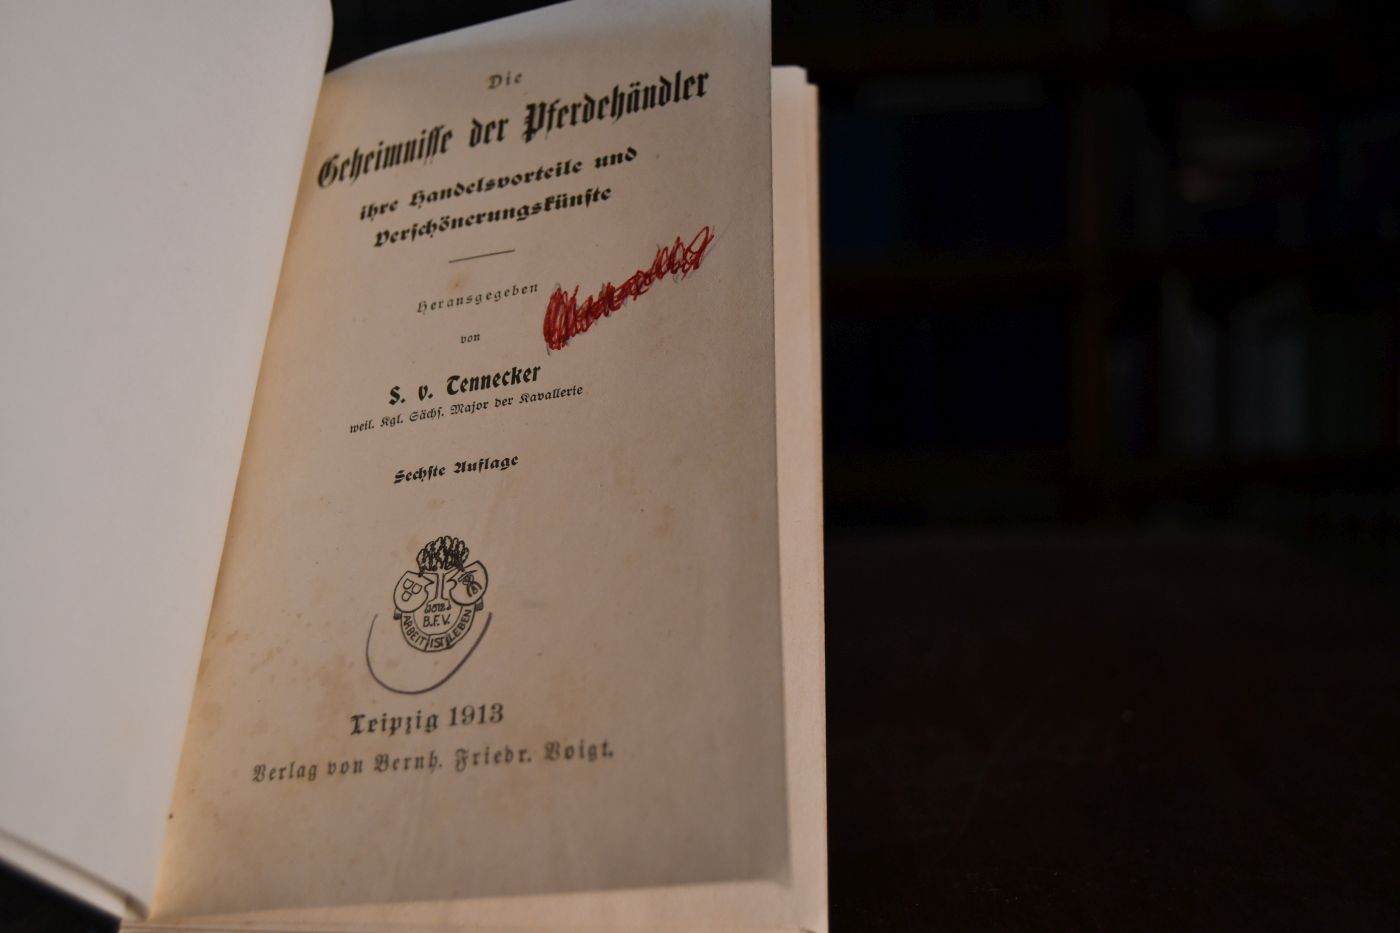 Die
Geheimnisse der Pferdehändler
ihre Handelsvorteile und
Verschönerungskünste
Herausgegeben
von
S. v. Tennecker
weil. Kgl. Sächs. Major der Kavallerie
Sechste Auflage
1812
B.F.V.
ARBEIT IST LEBEN
Leipzig 1913
Verlag von Bernh. Friedr. Voigt.